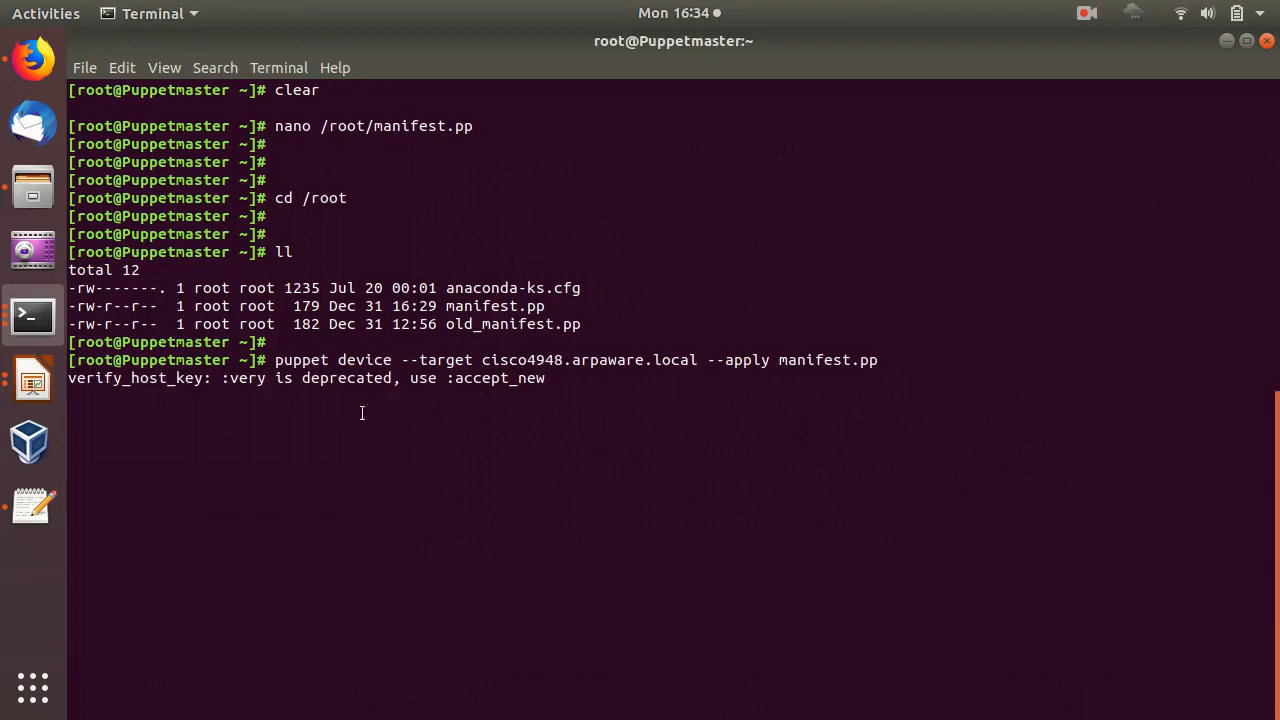 Activities Terminal Mon 16:34
root@Puppetmaster:~
File Edit View Search Terminal Help
[root@Puppetmaster ~]# clear
[root@Puppetmaster ~]# nano /root/manifest.pp
[root@Puppetmaster ~]#
[root@Puppetmaster ~]#
[root@Puppetmaster ~]#
[root@Puppetmaster ~]# cd /root
[root@Puppetmaster ~]#
[root@Puppetmaster ~]#
[root@Puppetmaster ~]# ll
total 12
-rw-------. 1 root root 1235 Jul 20 00:01 anaconda-ks.cfg
-rw-r--r-- 1 root root 179 Dec 31 16:29 manifest.pp
-rw-r--r-- 1 root root 182 Dec 31 12:56 old_manifest.pp
[root@Puppetmaster ~]#
[root@Puppetmaster ~]# puppet device --target cisco4948.arpaware.local --apply manifest.pp
verify_host_key: :very is deprecated, use :accept_new